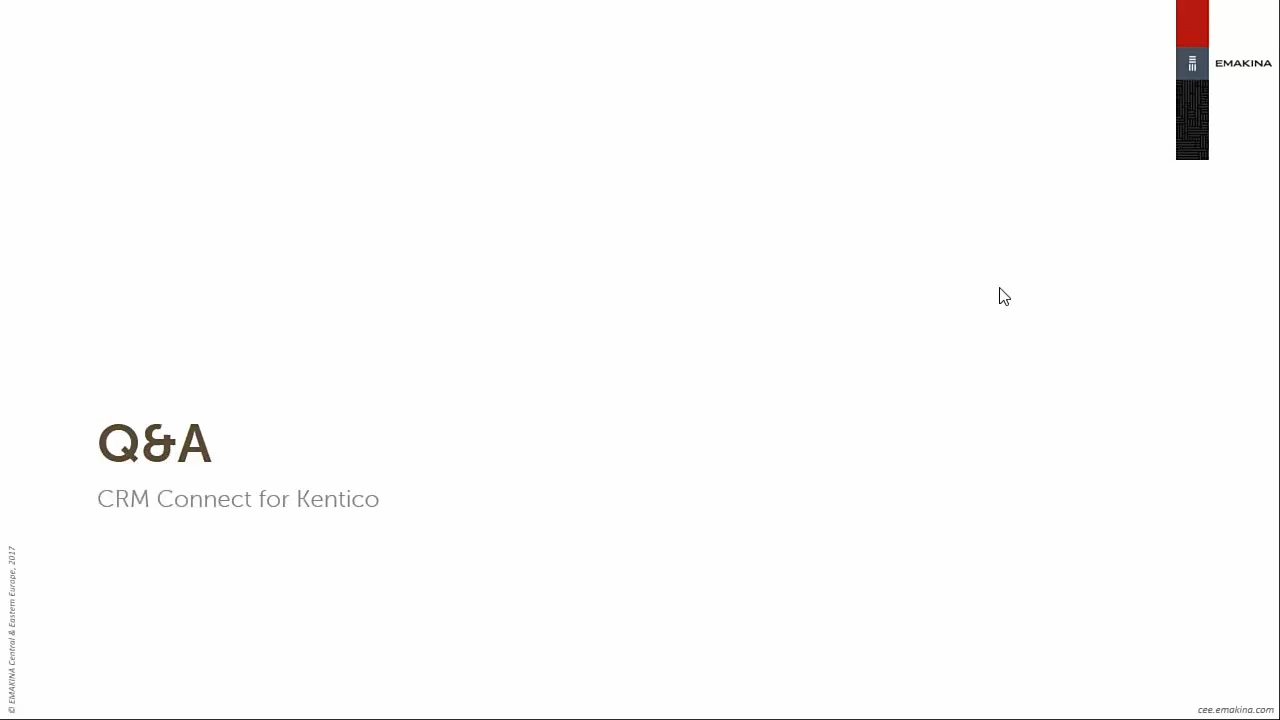 EMAKINA
Q&A
CRM Connect for Kentico
© EMAKINA Central & Eastern Europe, 2017
cee.emakina.com